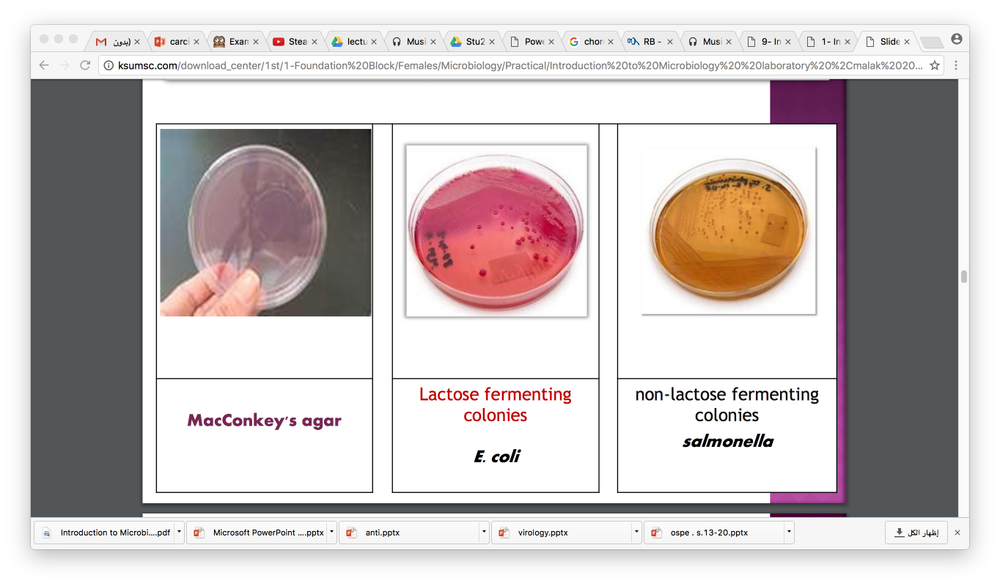 (بدون
carci
Exan
Stea
lectu
Musi
Stu2
Powe
chor
RB -
Musi
9- In
1- In
Slide
ksumsc.com/download_center/1st/1-Foundation%20Block/Females/Microbiology/Practical/Introduction%20to%20Microbiology%20%20laboratory%20%2Cmalak%2020...
MacConkey's agar
Lactose fermenting
colonies
E. coli
non-lactose fermenting
colonies
salmonella
Introduction to Microbi....pdf
Microsoft PowerPoint ....pptx
anti.pptx
virology.pptx
ospe . s.13-20.pptx
إظهار الكل